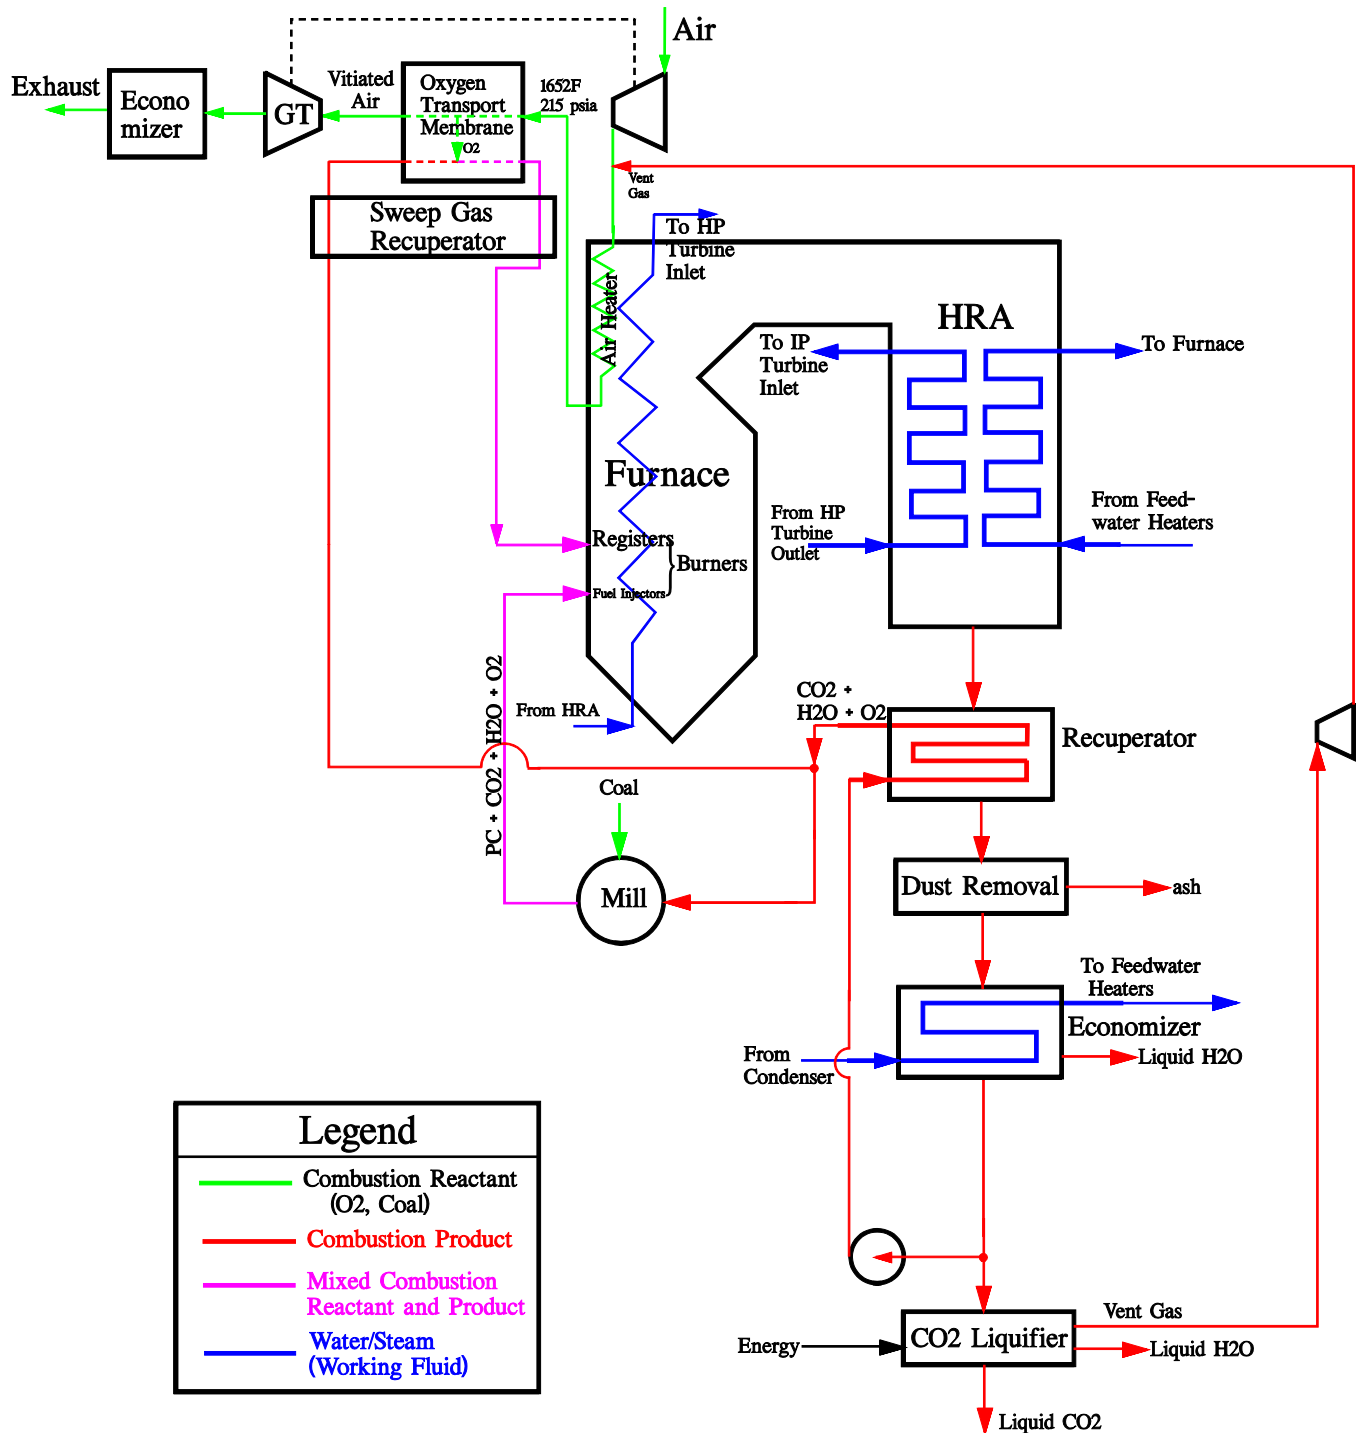 Air
Exhaust
Econo
mizer
GT
Vitiated
Air
Oxygen
Transport
Membrane
O2
1652F
215 psia
Vent
Gas
Sweep Gas
Recuperator
To HP
Turbine
Inlet
Air Heater
HRA
To IP
Turbine
Inlet
To Furnace
Furnace
From HP
Turbine
Outlet
From Feed-
water Heaters
Registers
Burners
Fuel Injectors
From HRA
PC + CO2 + H2O + O2
CO2 +
H2O + O2
Recuperator
Coal
Mill
Dust Removal
ash
To Feedwater
Heaters
Economizer
From
Condenser
Liquid H2O
Legend
Combustion Reactant
(O2, Coal)
Combustion Product
Mixed Combustion
Reactant and Product
Water/Steam
(Working Fluid)
Vent Gas
Energy
CO2 Liquifier
Liquid H2O
Liquid CO2